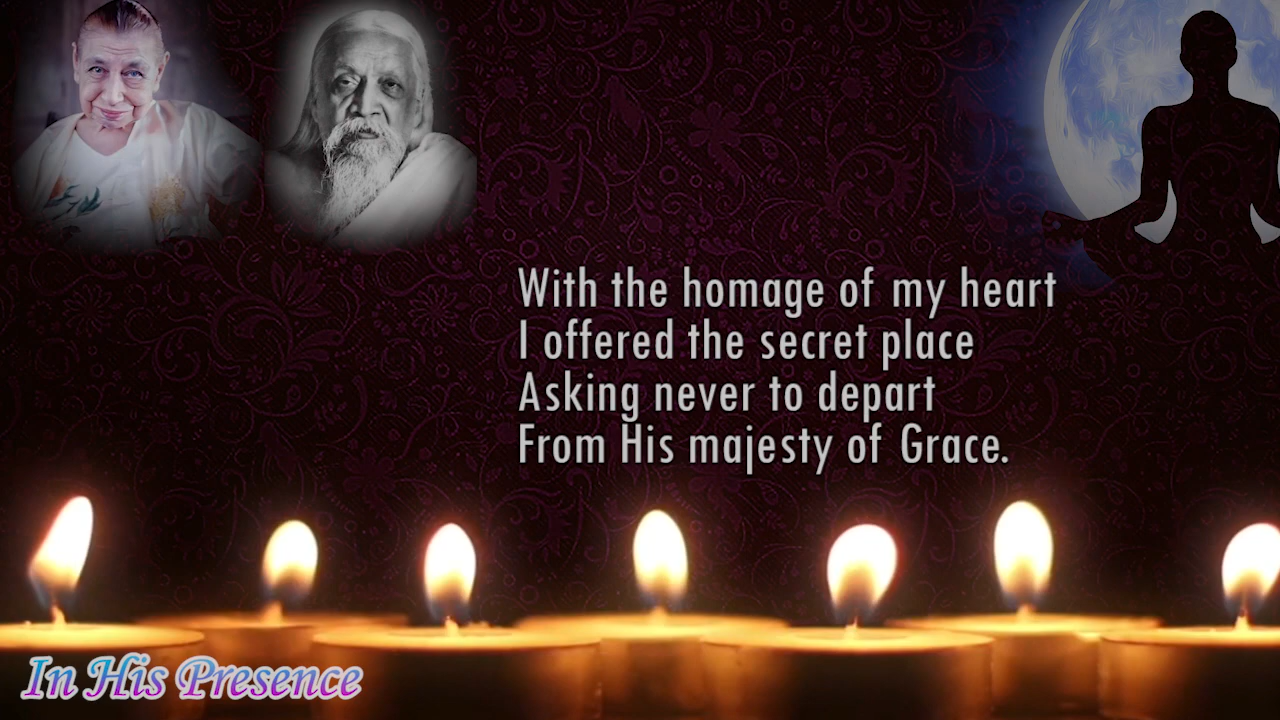 With the homage of my heart
I offered the secret place
Asking never to depart
From His majesty of Grace.
In His Presence